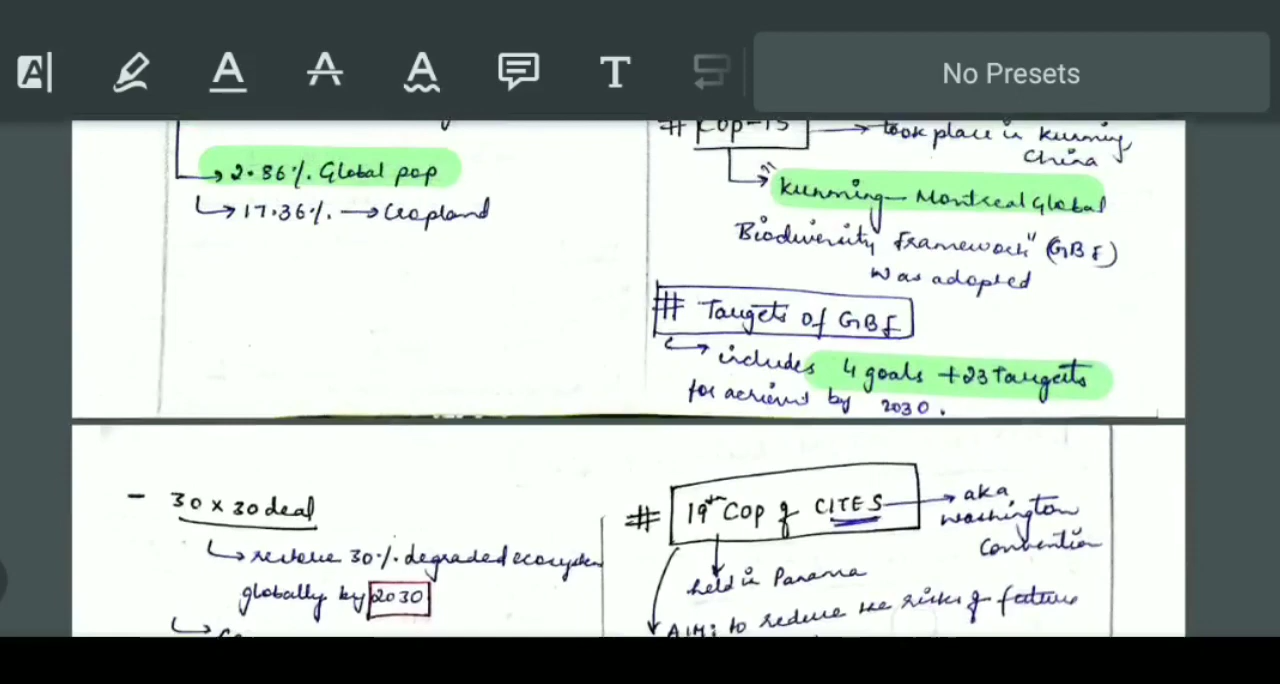 No Presets
2.86% Global pop
17.36% → Cropland
# Cop-15 → took place in Kunming,
China
"Kunming-Montreal Global
Biodiversity Framework" (GBF)
was adopted
# Targets of GBF
includes 4 goals + 23 Targets
for achieving by 2030.
- 30 x 30 deal
restore 30% degraded ecosystem
globally by 2030
# 19th Cop of CITES → aka
Washington
Convention
held in Panama
AIM: to reduce the risks of future